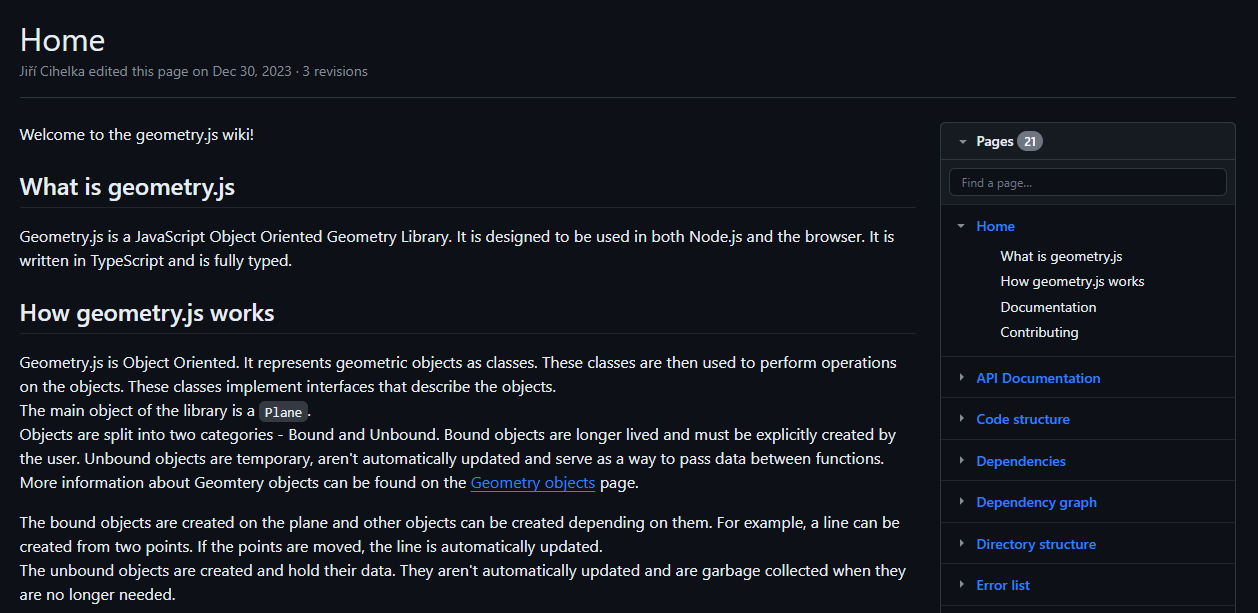 Home
Jiří Cihelka edited this page on Dec 30, 2023 · 3 revisions
Welcome to the geometry.js wiki!
What is geometry.js
Geometry.js is a JavaScript Object Oriented Geometry Library. It is designed to be used in both Node.js and the browser. It is
written in TypeScript and is fully typed.
How geometry.js works
Geometry.js is Object Oriented. It represents geometric objects as classes. These classes are then used to perform operations
on the objects. These classes implement interfaces that describe the objects.
The main object of the library is a Plane.
Objects are split into two categories - Bound and Unbound. Bound objects are longer lived and must be explicitly created by
the user. Unbound objects are temporary, aren't automatically updated and serve as a way to pass data between functions.
More information about Geomtery objects can be found on the Geometry objects page.
The bound objects are created on the plane and other objects can be created depending on them. For example, a line can be
created from two points. If the points are moved, the line is automatically updated.
The unbound objects are created and hold their data. They aren't automatically updated and are garbage collected when they
are no longer needed.
Pages 21
Find a page...
Home
What is geometry.js
How geometry.js works
Documentation
Contributing
API Documentation
Code structure
Dependencies
Dependency graph
Directory structure
Error list